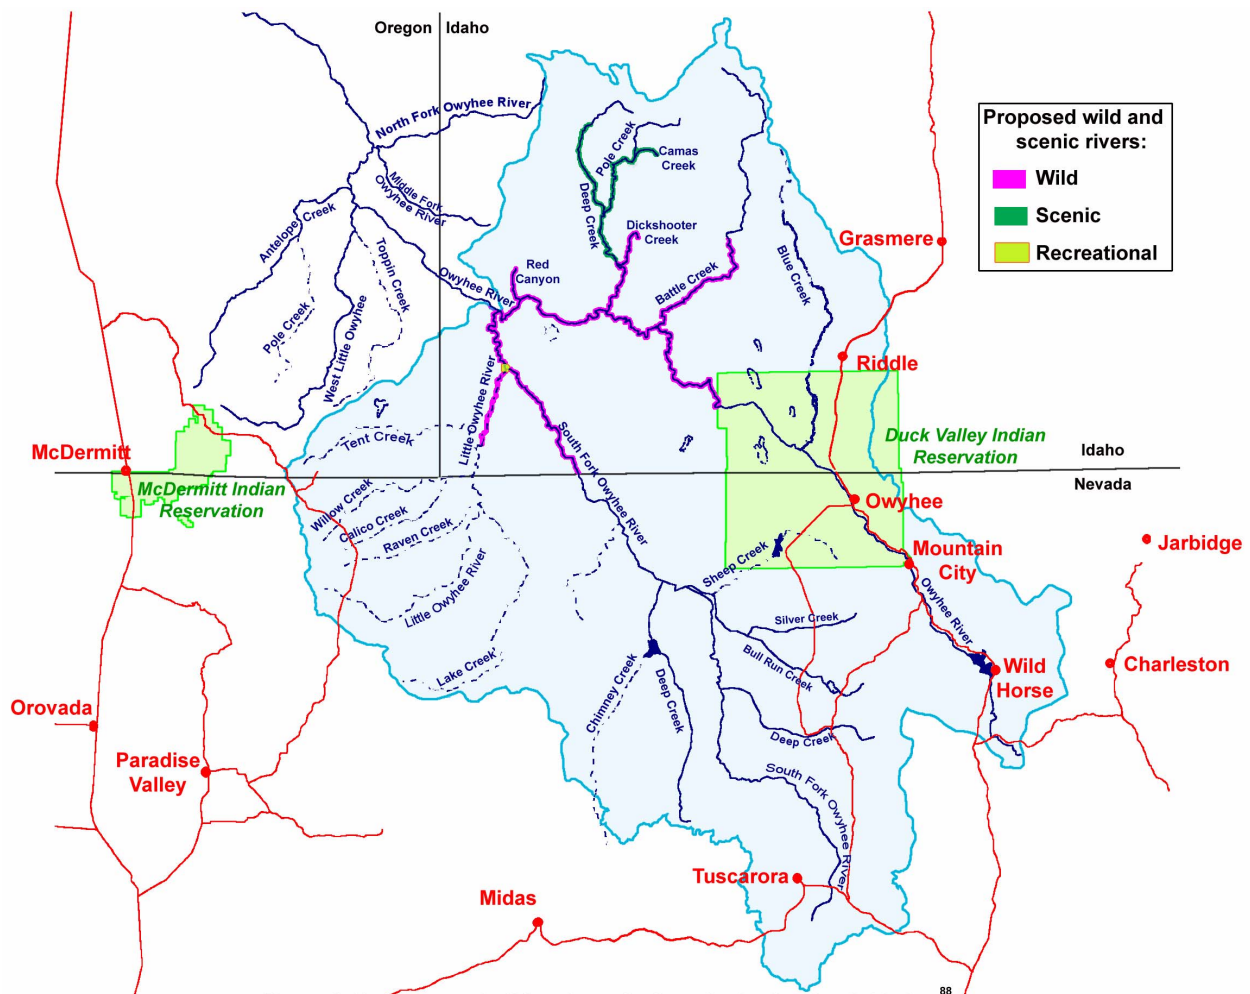 Oregon Idaho
North Fork Owyhee River
Proposed wild and
scenic rivers:
Wild
Scenic
Recreational
Pole Creek
Camas
Creek
Middle Fork
Owyhee River
Deep Creek
Antelope Creek
Dickshooter
Creek
Grasmere
Toppin Creek
Red
Canyon
Owyhee River
Battle Creek
Blue Creek
Pole Creek
West Little Owyhee
Riddle
Little Owyhee River
South Fork Owyhee River
Tent Creek
McDermitt
Duck Valley Indian
Reservation
Idaho
Nevada
McDermitt Indian
Reservation
Willow Creek
Calico Creek
Raven Creek
Owyhee
Mountain
City
Jarbidge
Sheep Creek
Little Owyhee River
Owyhee River
Silver Creek
Bull Run Creek
Lake Creek
Wild
Horse
Charleston
Chimney Creek
Deep Creek
Orovada
Deep Creek
Paradise
Valley
South Fork Owyhee River
Tuscarora
Midas
88